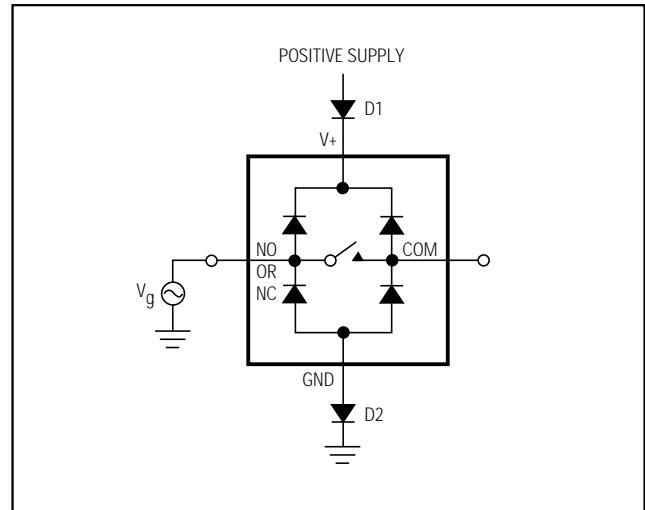 POSITIVE SUPPLY
D1
V+
NO
COM
OR
NC
Vg
GND
D2